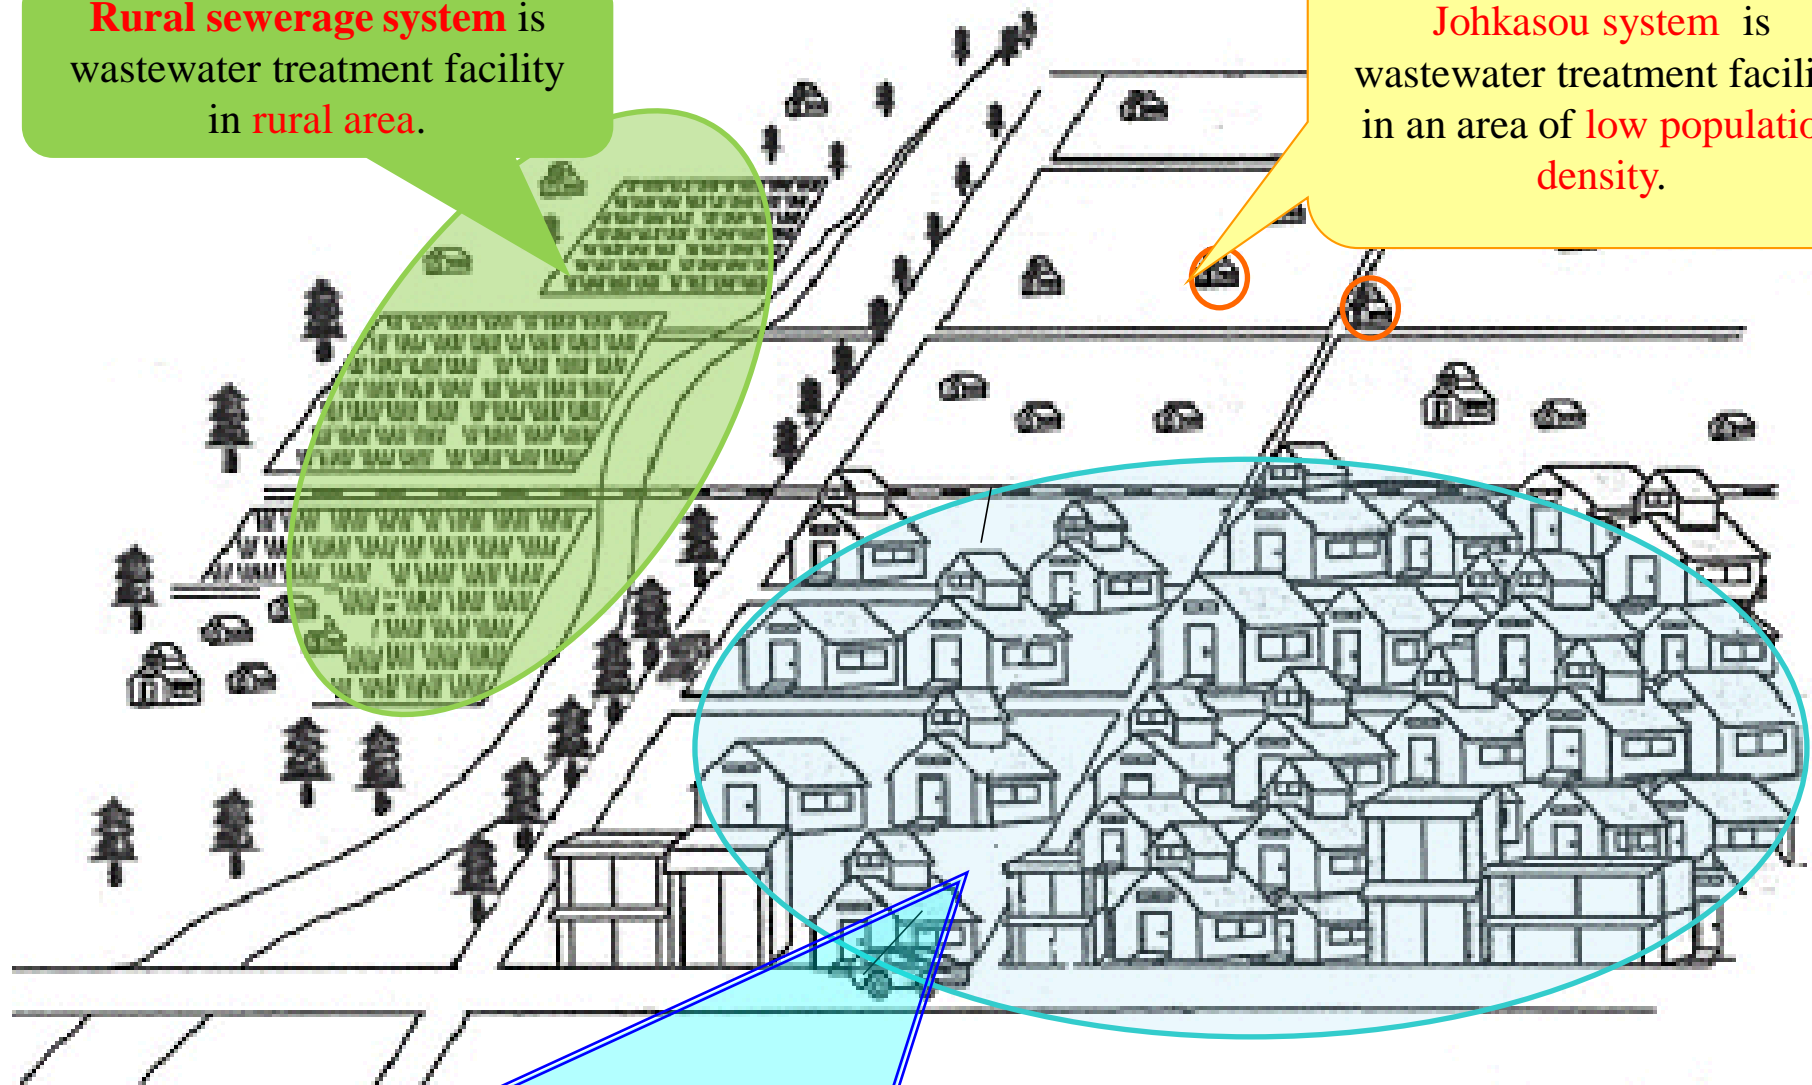 Rural sewerage system is
wastewater treatment facility
in rural area.
Johkasou system is
wastewater treatment facili
in an area of low populatio
density.